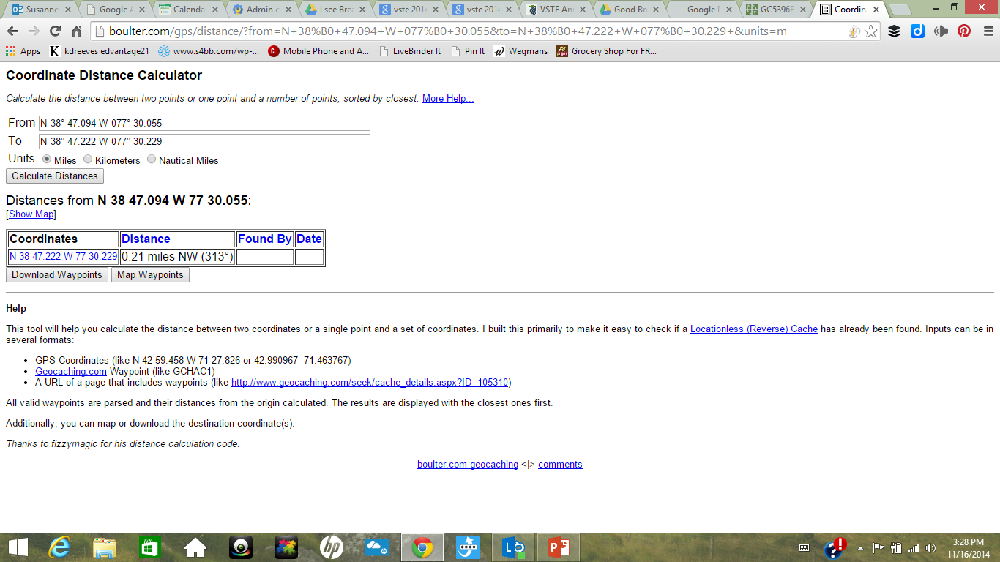 Susanne
Google A
Calenda
Admin c
I see Brea
vste 2014
vste 2014
VSTE An
Good Br
Google D
GC5396B
Coordin
boulter.com/gps/distance/?from=N+38%B0+47.094+W+077%B0+30.055&to=N+38%B0+47.222+W+077%B0+30.229+&units=m
Apps
kdreeves edvantage21
www.s4bb.com/wp-...
Mobile Phone and A...
LiveBinder It
Pin It
Wegmans
Grocery Shop For FR...
Coordinate Distance Calculator
Calculate the distance between two points or one point and a number of points, sorted by closest. More Help...
From N 38° 47.094 W 077° 30.055
To N 38° 47.222 W 077° 30.229
Units Miles Kilometers Nautical Miles
Calculate Distances
Distances from N 38 47.094 W 77 30.055:
[Show Map]
Coordinates Distance Found By Date
N 38 47.222 W 77 30.229 0.21 miles NW (313°) - -
Download Waypoints Map Waypoints
Help
This tool will help you calculate the distance between two coordinates or a single point and a set of coordinates. I built this primarily to make it easy to check if a Locationless (Reverse) Cache has already been found. Inputs can be in
several formats:
• GPS Coordinates (like N 42 59.458 W 71 27.826 or 42.990967 -71.463767)
• Geocaching.com Waypoint (like GCHAC1)
• A URL of a page that includes waypoints (like http://www.geocaching.com/seek/cache_details.aspx?ID=105310)
All valid waypoints are parsed and their distances from the origin calculated. The results are displayed with the closest ones first.
Additionally, you can map or download the destination coordinate(s).
Thanks to fizzymagic for his distance calculation code.
boulter.com geocaching <|> comments
3:28 PM
11/16/2014